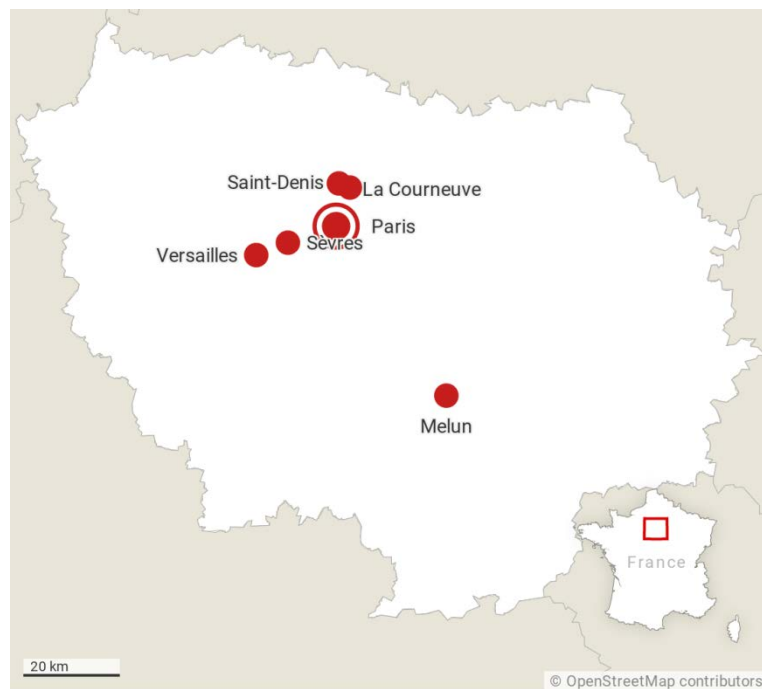 Saint-Denis
La Courneuve
Paris
Sèvres
Versailles
Melun
France
20 km
© OpenStreetMap contributors